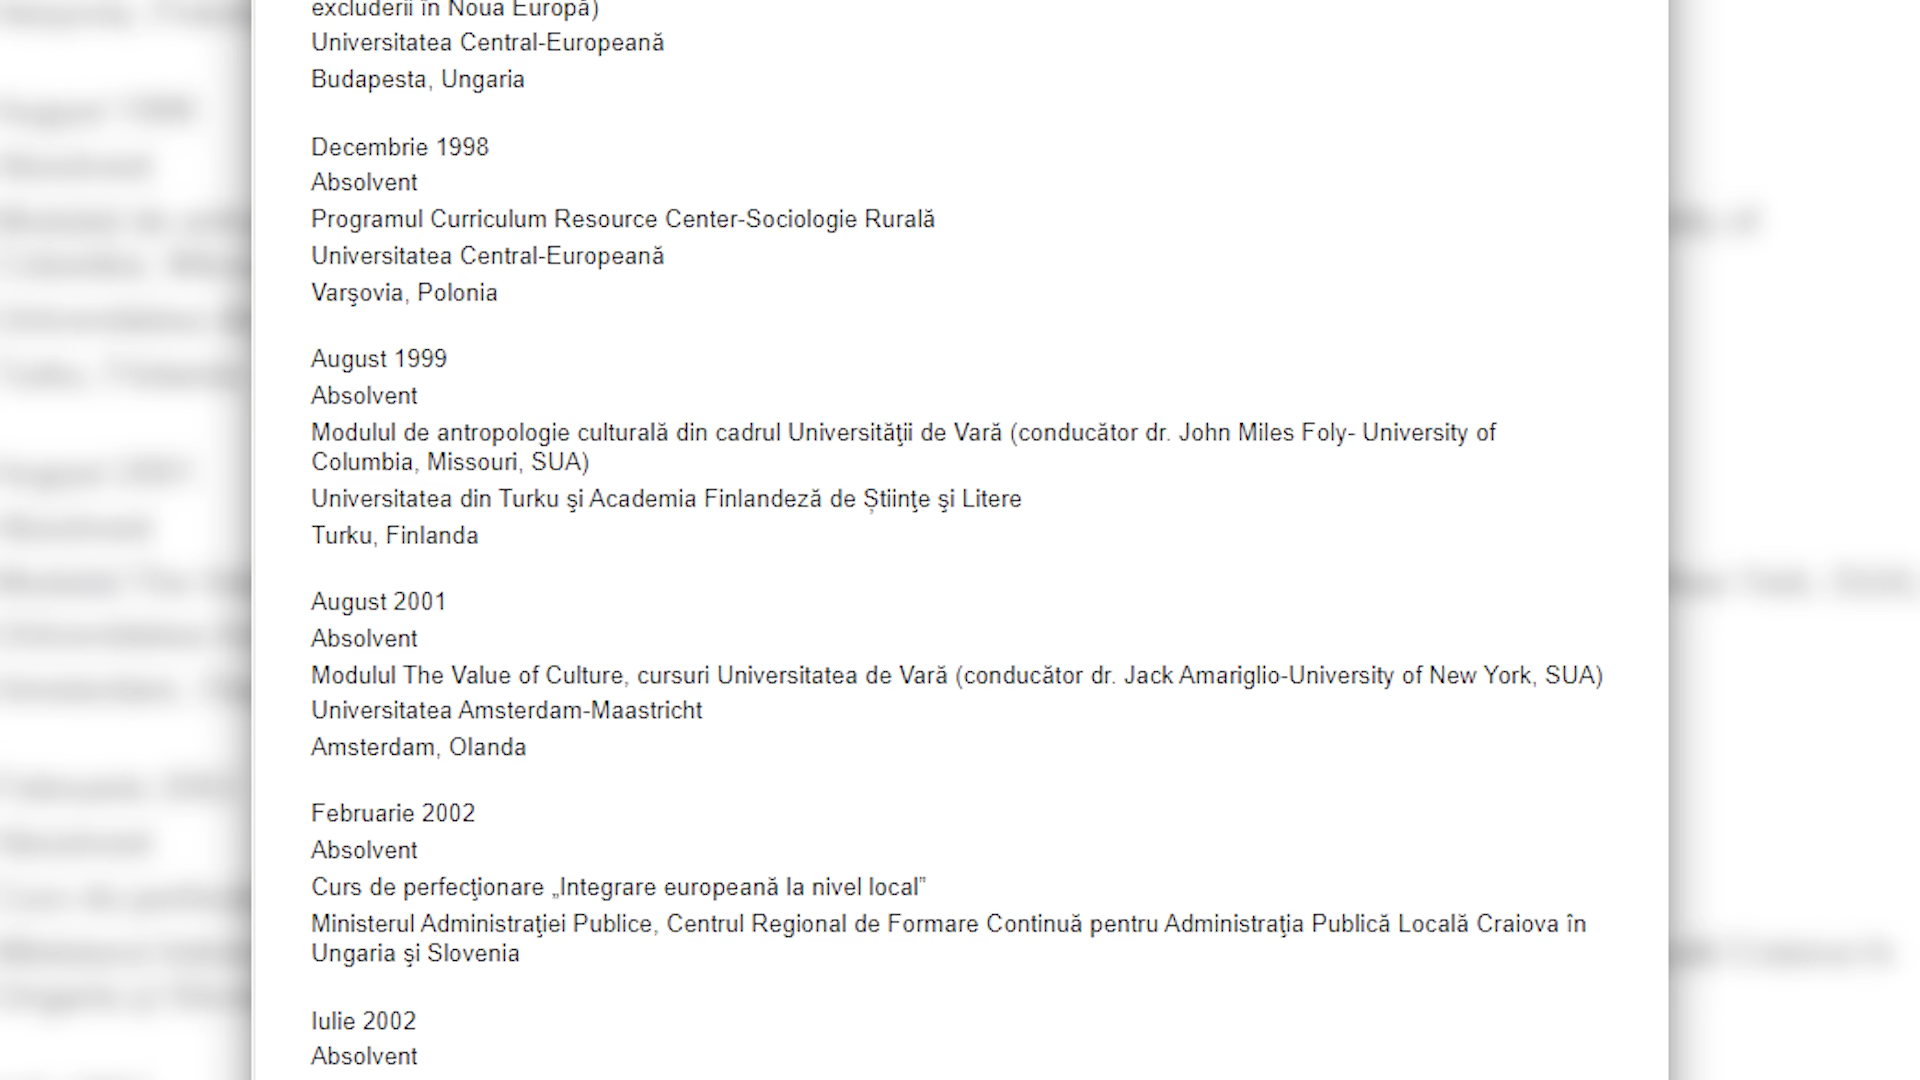 excluderii în Noua Europă)
Universitatea Central-Europeană
Budapesta, Ungaria
Decembrie 1998
Absolvent
Programul Curriculum Resource Center-Sociologie Rurală
Universitatea Central-Europeană
Varşovia, Polonia
August 1999
Absolvent
Modulul de antropologie culturală din cadrul Universităţii de Vară (conducător dr. John Miles Foly- University of
Columbia, Missouri, SUA)
Universitatea din Turku şi Academia Finlandeză de Științe şi Litere
Turku, Finlanda
August 2001
Absolvent
Modulul The Value of Culture, cursuri Universitatea de Vară (conducător dr. Jack Amariglio-University of New York, SUA)
Universitatea Amsterdam-Maastricht
Amsterdam, Olanda
Februarie 2002
Absolvent
Curs de perfecţionare „Integrare europeană la nivel local”
Ministerul Administraţiei Publice, Centrul Regional de Formare Continuă pentru Administraţia Publică Locală Craiova în
Ungaria şi Slovenia
Iulie 2002
Absolvent